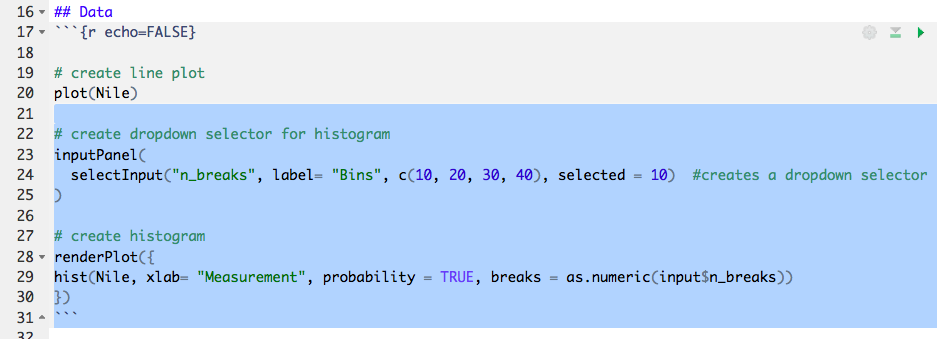 16 ## Data
17 ```{r echo=FALSE}
18
19 # create line plot
20 plot(Nile)
21
22 # create dropdown selector for histogram
23 inputPanel(
24   selectInput("n_breaks", label= "Bins", c(10, 20, 30, 40), selected = 10)  #creates a dropdown selector
25 )
26
27 # create histogram
28 renderPlot({
29 hist(Nile, xlab= "Measurement", probability = TRUE, breaks = as.numeric(input$n_breaks))
30 })
31 ```
32